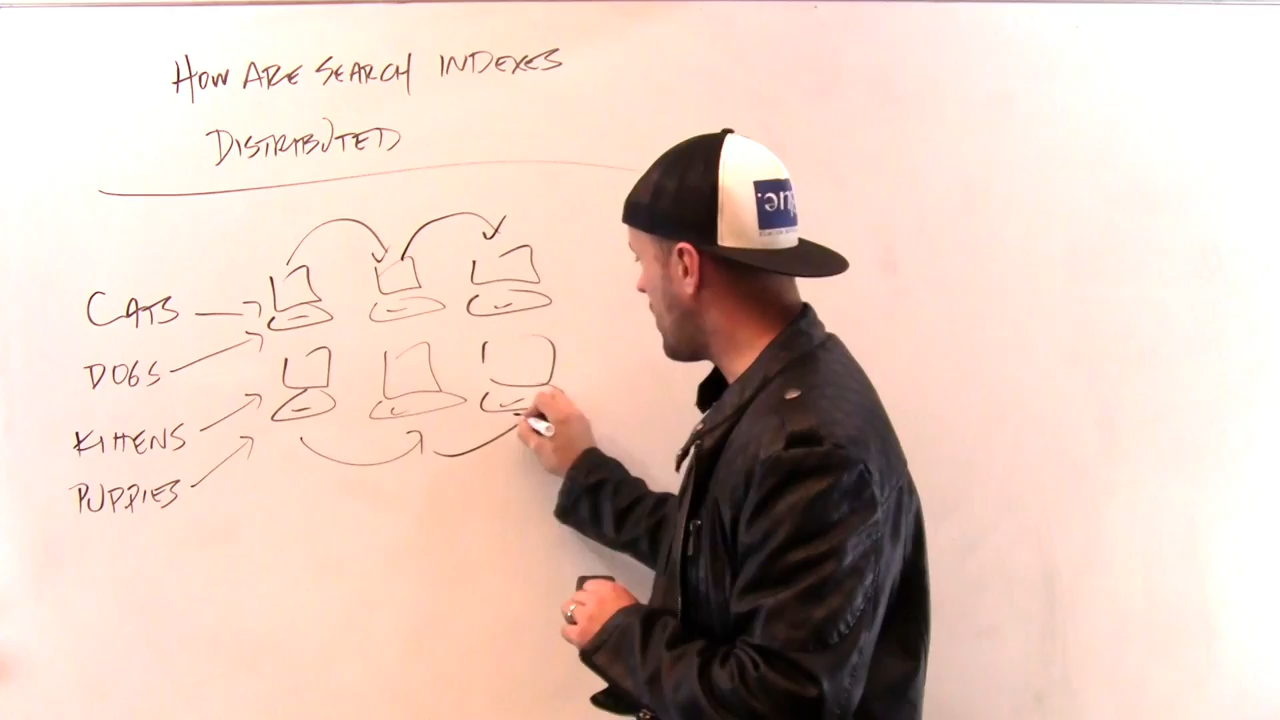 HOW ARE SEARCH INDEXES
DISTRIBUTED
CATS
DOGS
KITTENS
PUPPIES